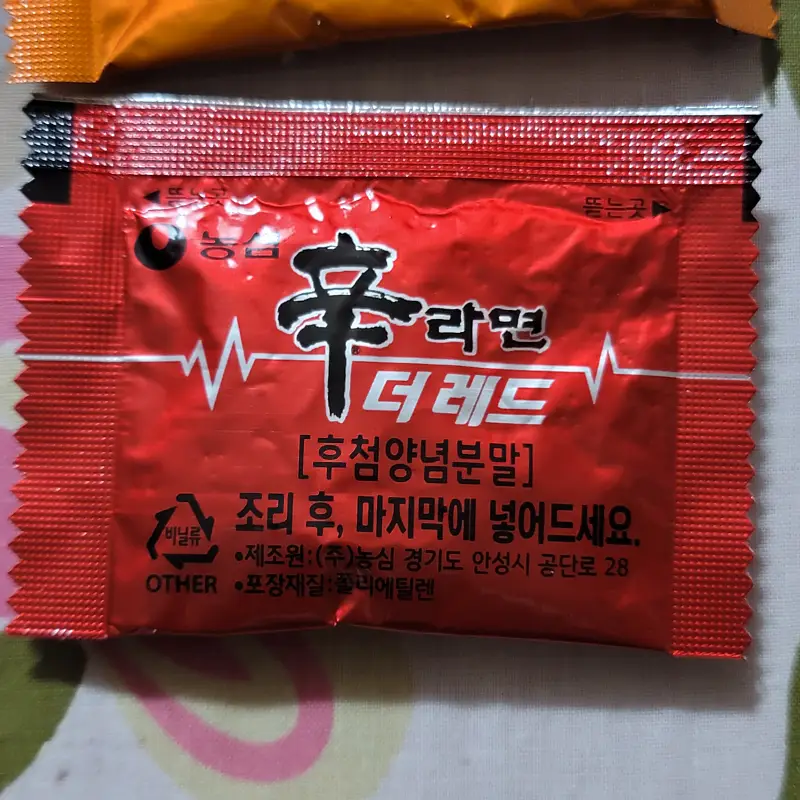 ◀뜯는곳 뜯는곳▶
농심
辛라면
더 레드
[후첨양념분말]
조리 후, 마지막에 넣어드세요.
비닐류
OTHER
•제조원:(주)농심 경기도 안성시 공단로 28
•포장재질:폴리에틸렌